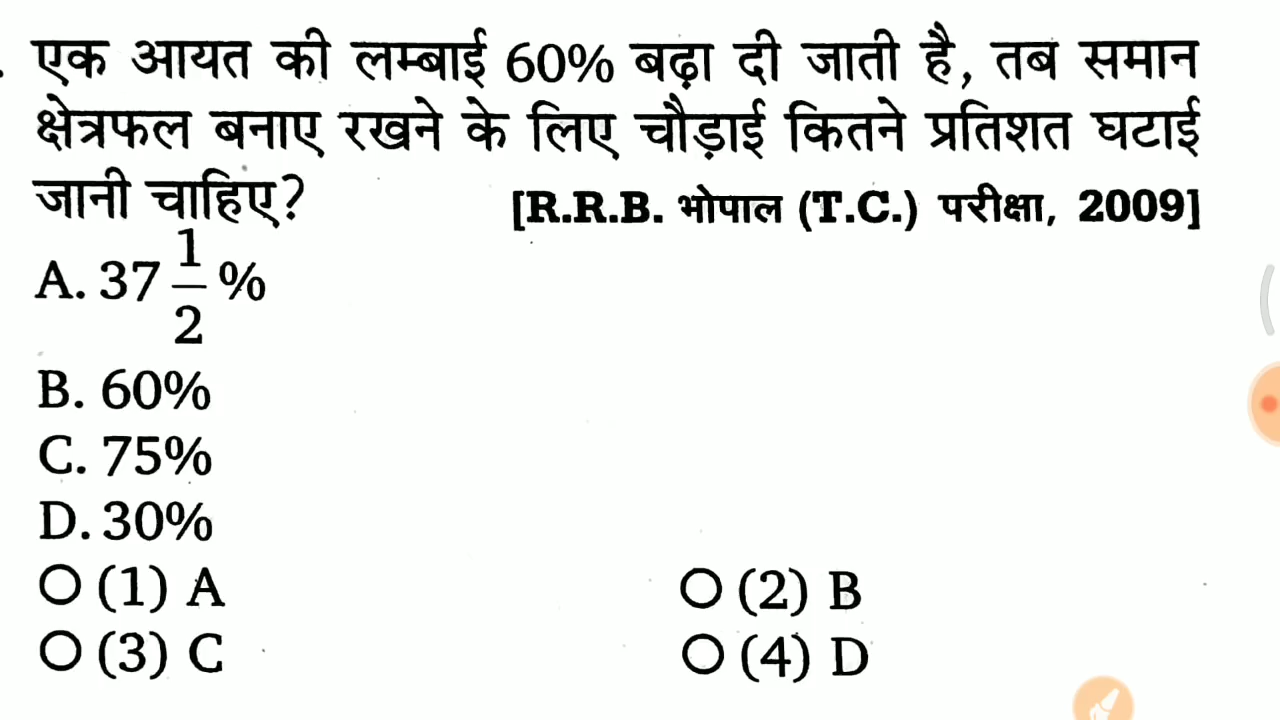 एक आयत की लम्बाई 60% बढ़ा दी जाती है, तब समान
क्षेत्रफल बनाए रखने के लिए चौड़ाई कितने प्रतिशत घटाई
जानी चाहिए? [R.R.B. भोपाल (T.C.) परीक्षा, 2009]
A. 37 1/2 %
B. 60%
C. 75%
D. 30%
(1) A (2) B
(3) C (4) D